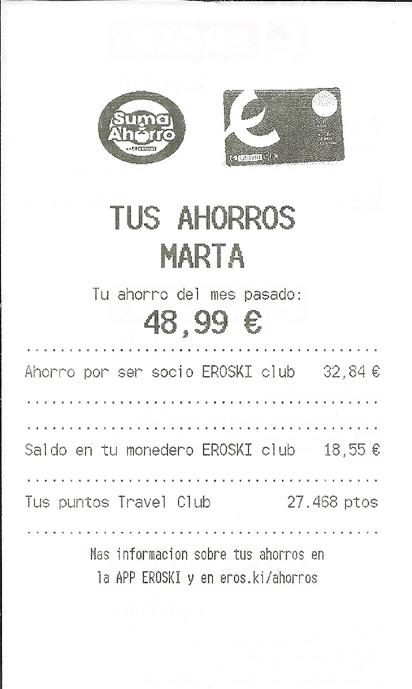 Suma
Ahorro
TUS AHORROS
MARTA
Tu ahorro del mes pasado:
48,99 €
Ahorro por ser socio EROSKI club 32,84 €
Saldo en tu monedero EROSKI club 18,55 €
Tus puntos Travel Club 27.468 ptos
Mas informacion sobre tus ahorros en
la APP EROSKI y en eros.ki/ahorros